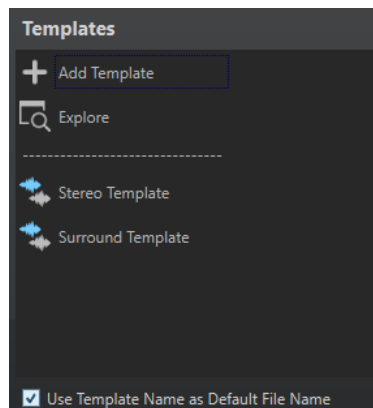 Templates
Add Template
Explore
--------------------------------
Stereo Template
Surround Template
Use Template Name as Default File Name